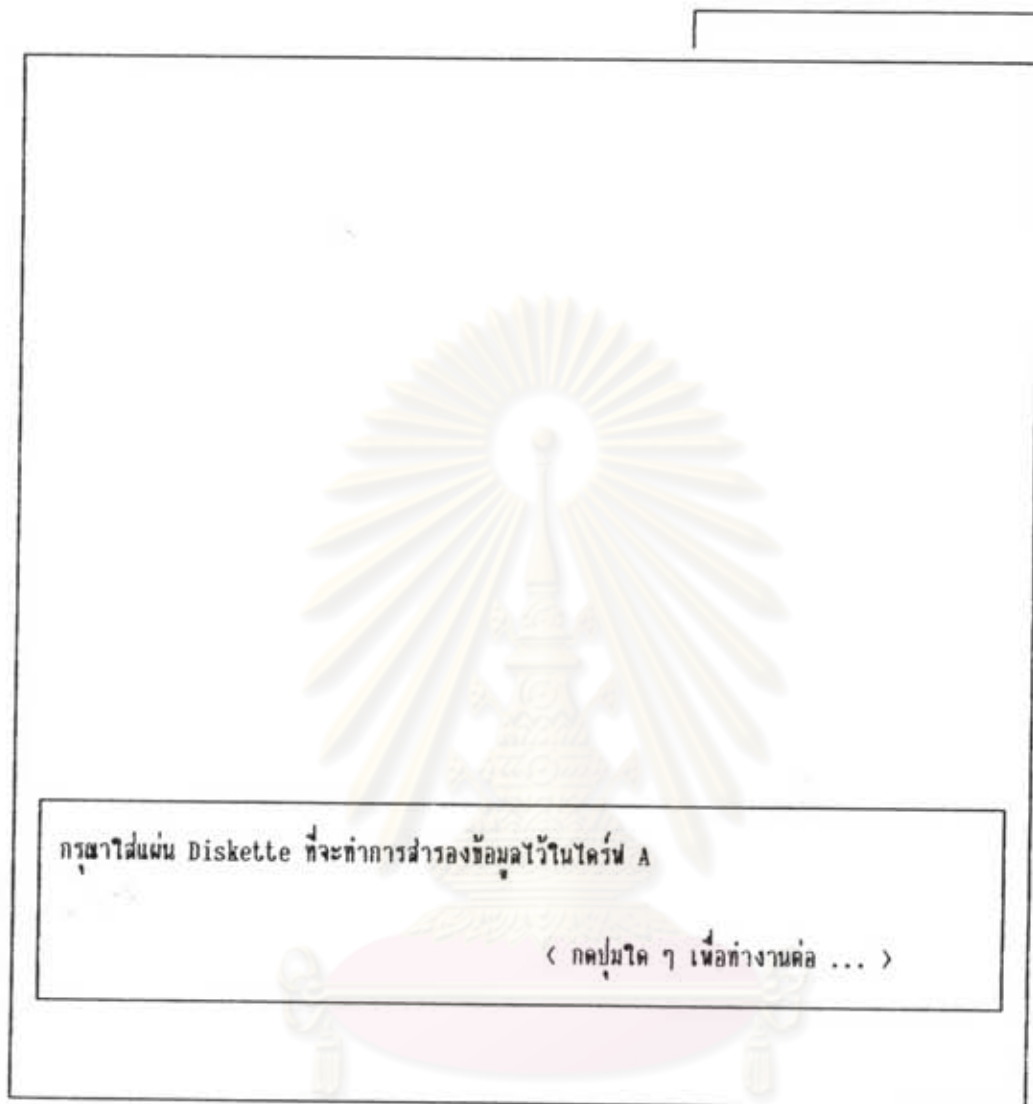 กรุณาใส่แผ่น Diskette ที่จะทำการสำรองข้อมูลไว้ในไดร์ฟ A
< กดปุ่มใด ๆ เพื่อทำงานต่อ ... >